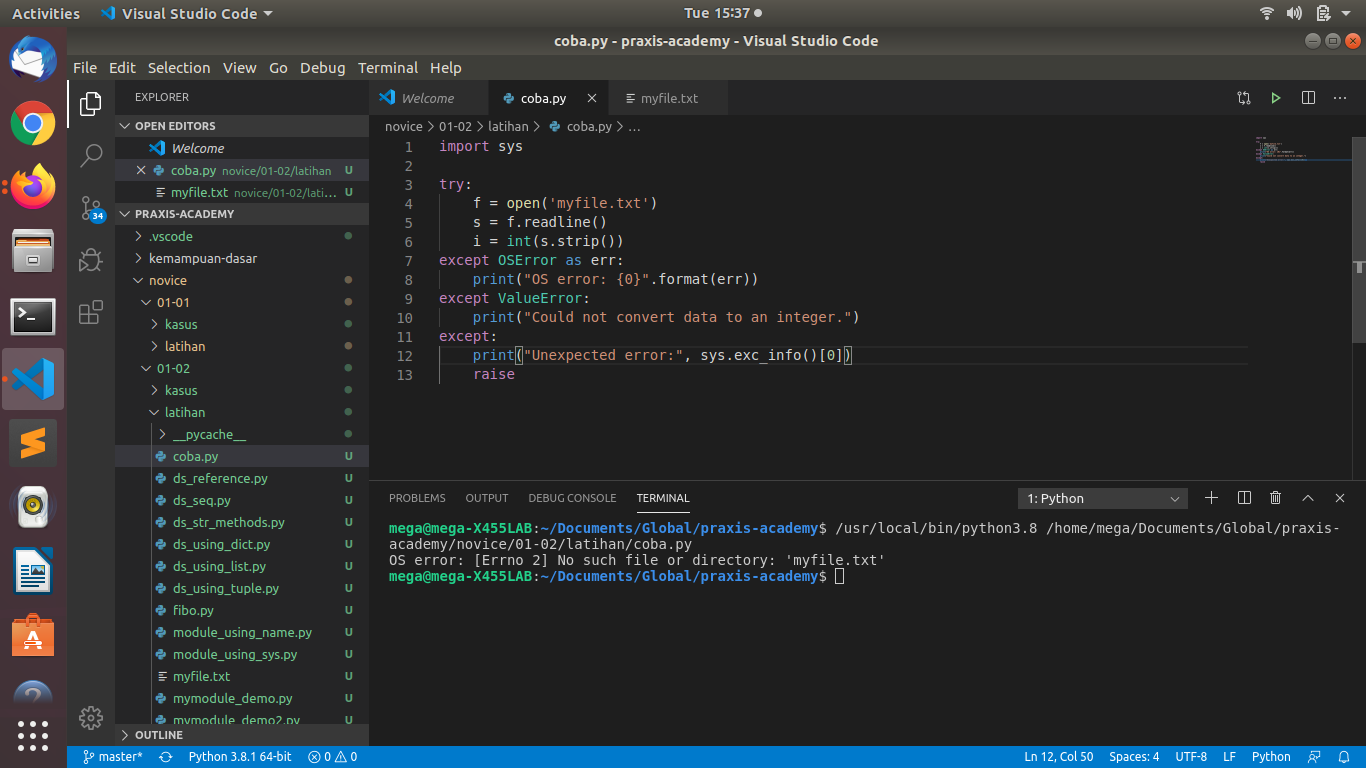 Activities
Visual Studio Code
Tue 15:37
coba.py - praxis-academy - Visual Studio Code
File Edit Selection View Go Debug Terminal Help
EXPLORER
OPEN EDITORS
Welcome
coba.py novice/01-02/latihan U
myfile.txt novice/01-02/lati... U
PRAXIS-ACADEMY
.vscode
kemampuan-dasar
novice
01-01
kasus
latihan
01-02
kasus
latihan
__pycache__
coba.py U
ds_reference.py U
ds_seq.py U
ds_str_methods.py U
ds_using_dict.py U
ds_using_list.py U
ds_using_tuple.py U
fibo.py U
module_using_name.py U
module_using_sys.py U
myfile.txt U
mymodule_demo.py U
mymodule_demo2.py U
OUTLINE
34
Welcome
coba.py
myfile.txt
novice > 01-02 > latihan > coba.py > ...
1 import sys
2
3 try:
4     f = open('myfile.txt')
5     s = f.readline()
6     i = int(s.strip())
7 except OSError as err:
8     print("OS error: {0}".format(err))
9 except ValueError:
10     print("Could not convert data to an integer.")
11 except:
12     print("Unexpected error:", sys.exc_info()[0])
13     raise
PROBLEMS OUTPUT DEBUG CONSOLE TERMINAL
1: Python
mega@mega-X455LAB:~/Documents/Global/praxis-academy$ /usr/local/bin/python3.8 /home/mega/Documents/Global/praxis-
academy/novice/01-02/latihan/coba.py
OS error: [Errno 2] No such file or directory: 'myfile.txt'
mega@mega-X455LAB:~/Documents/Global/praxis-academy$
master* Python 3.8.1 64-bit 0 0
Ln 12, Col 50 Spaces: 4 UTF-8 LF Python